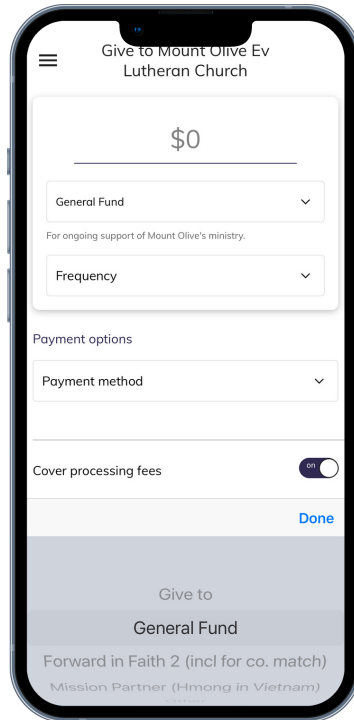 Give to Mount Olive Ev
Lutheran Church
$0
General Fund
For ongoing support of Mount Olive's ministry.
Frequency
Payment options
Payment method
Cover processing fees
on
Done
Give to
General Fund
Forward in Faith 2 (incl for co. match)
Mission Partner (Hmong in Vietnam)